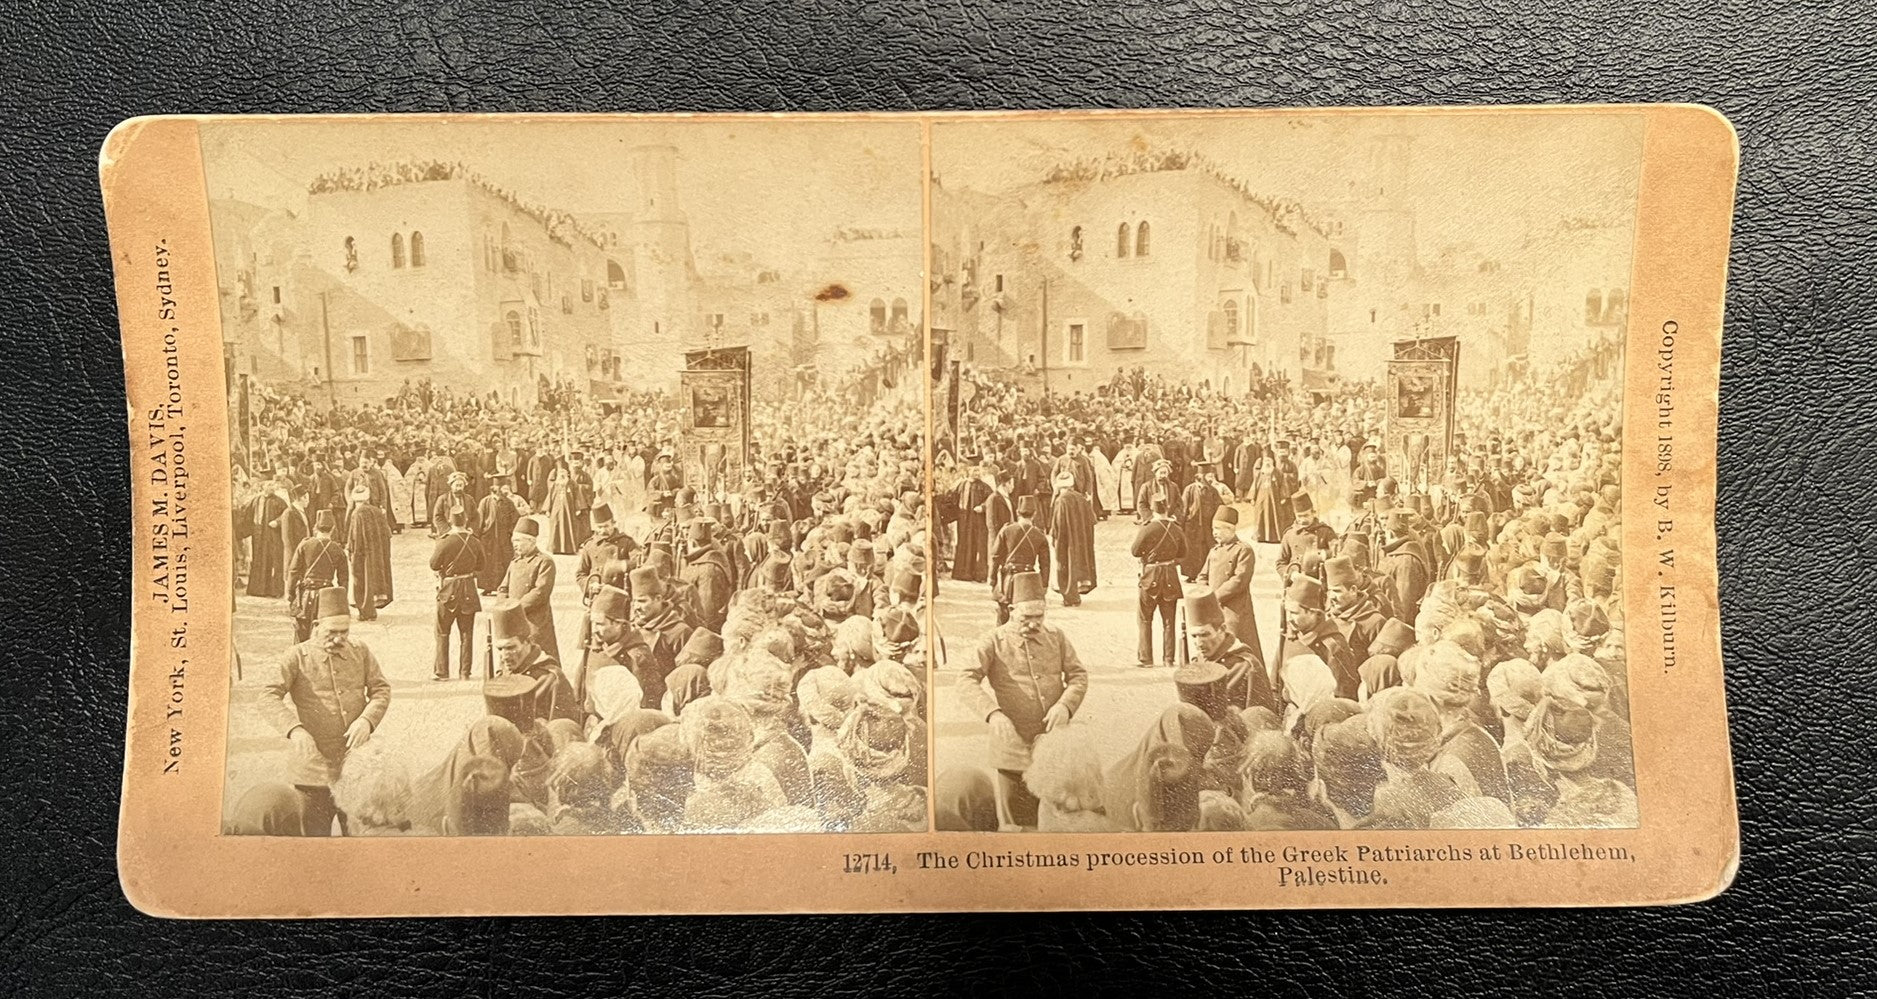 JAMES M. DAVIS,
New York, St. Louis, Liverpool, Toronto, Sydney.
Copyright 1898, by B. W. Kilburn.
12714, The Christmas procession of the Greek Patriarchs at Bethlehem,
Palestine.